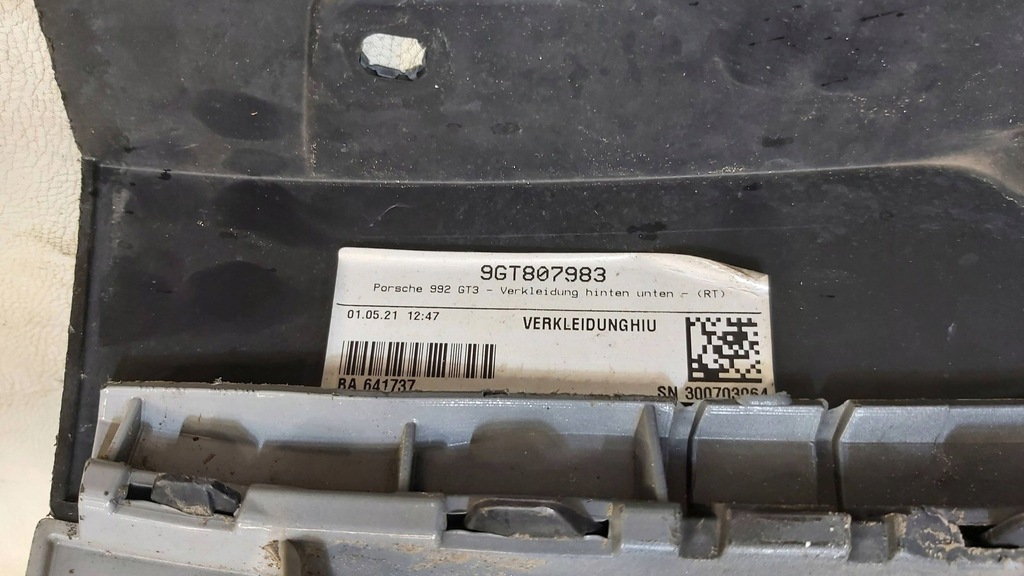 9GT807983
Porsche 992 GT3 - Verkleidung hinten unten - (RT)
01.05.21 12:47
VERKLEIDUNGHIU
BA 641737
SN 300703064